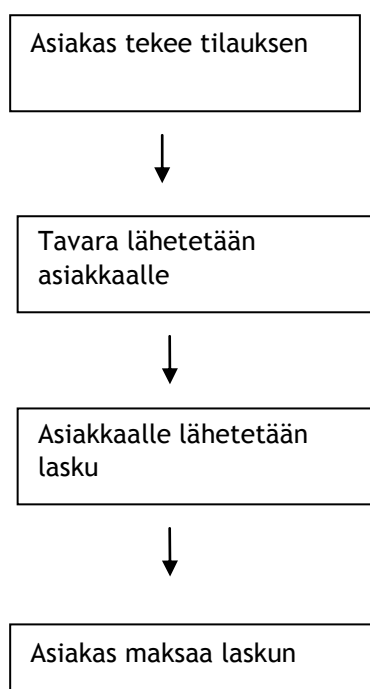 Asiakas tekee tilauksen
Tavara lähetetään
asiakkaalle
Asiakkaalle lähetetään
lasku
Asiakas maksaa laskun